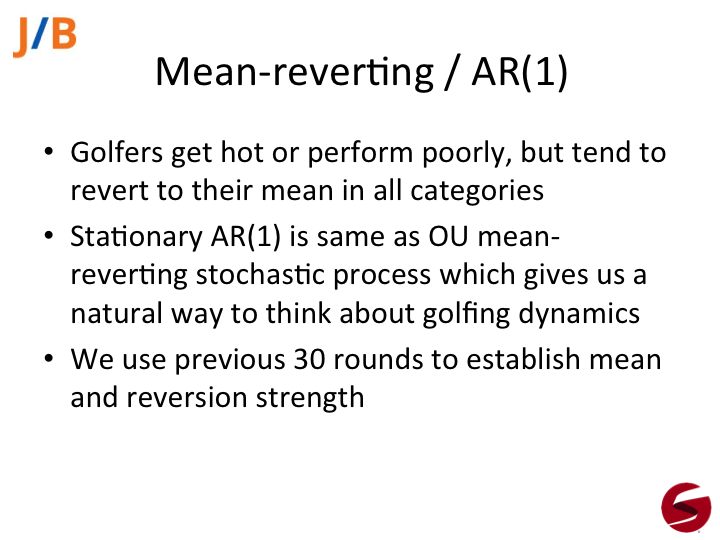 J/B
Mean-reverting / AR(1)
• Golfers get hot or perform poorly, but tend to
revert to their mean in all categories
• Stationary AR(1) is same as OU mean-
reverting stochastic process which gives us a
natural way to think about golfing dynamics
• We use previous 30 rounds to establish mean
and reversion strength
S